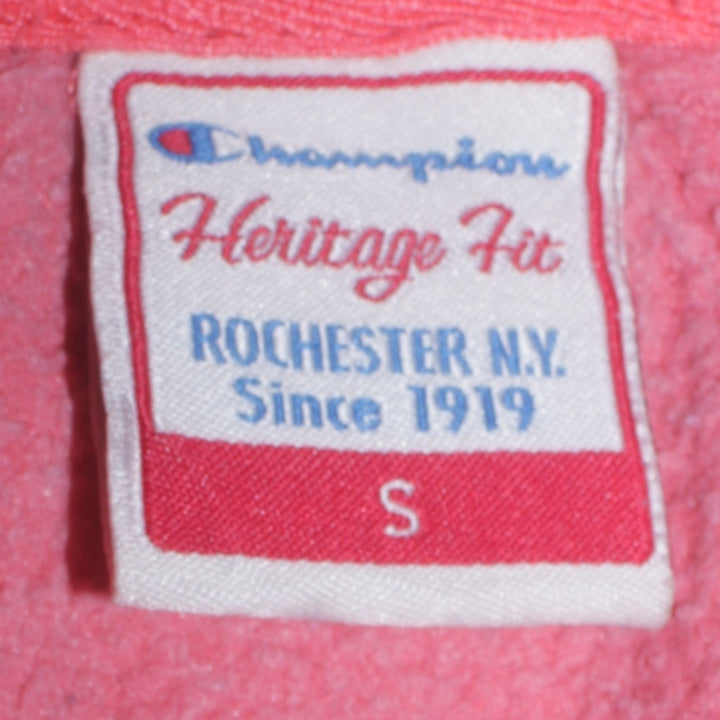 Champion
Heritage Fit
ROCHESTER N.Y.
Since 1919
S